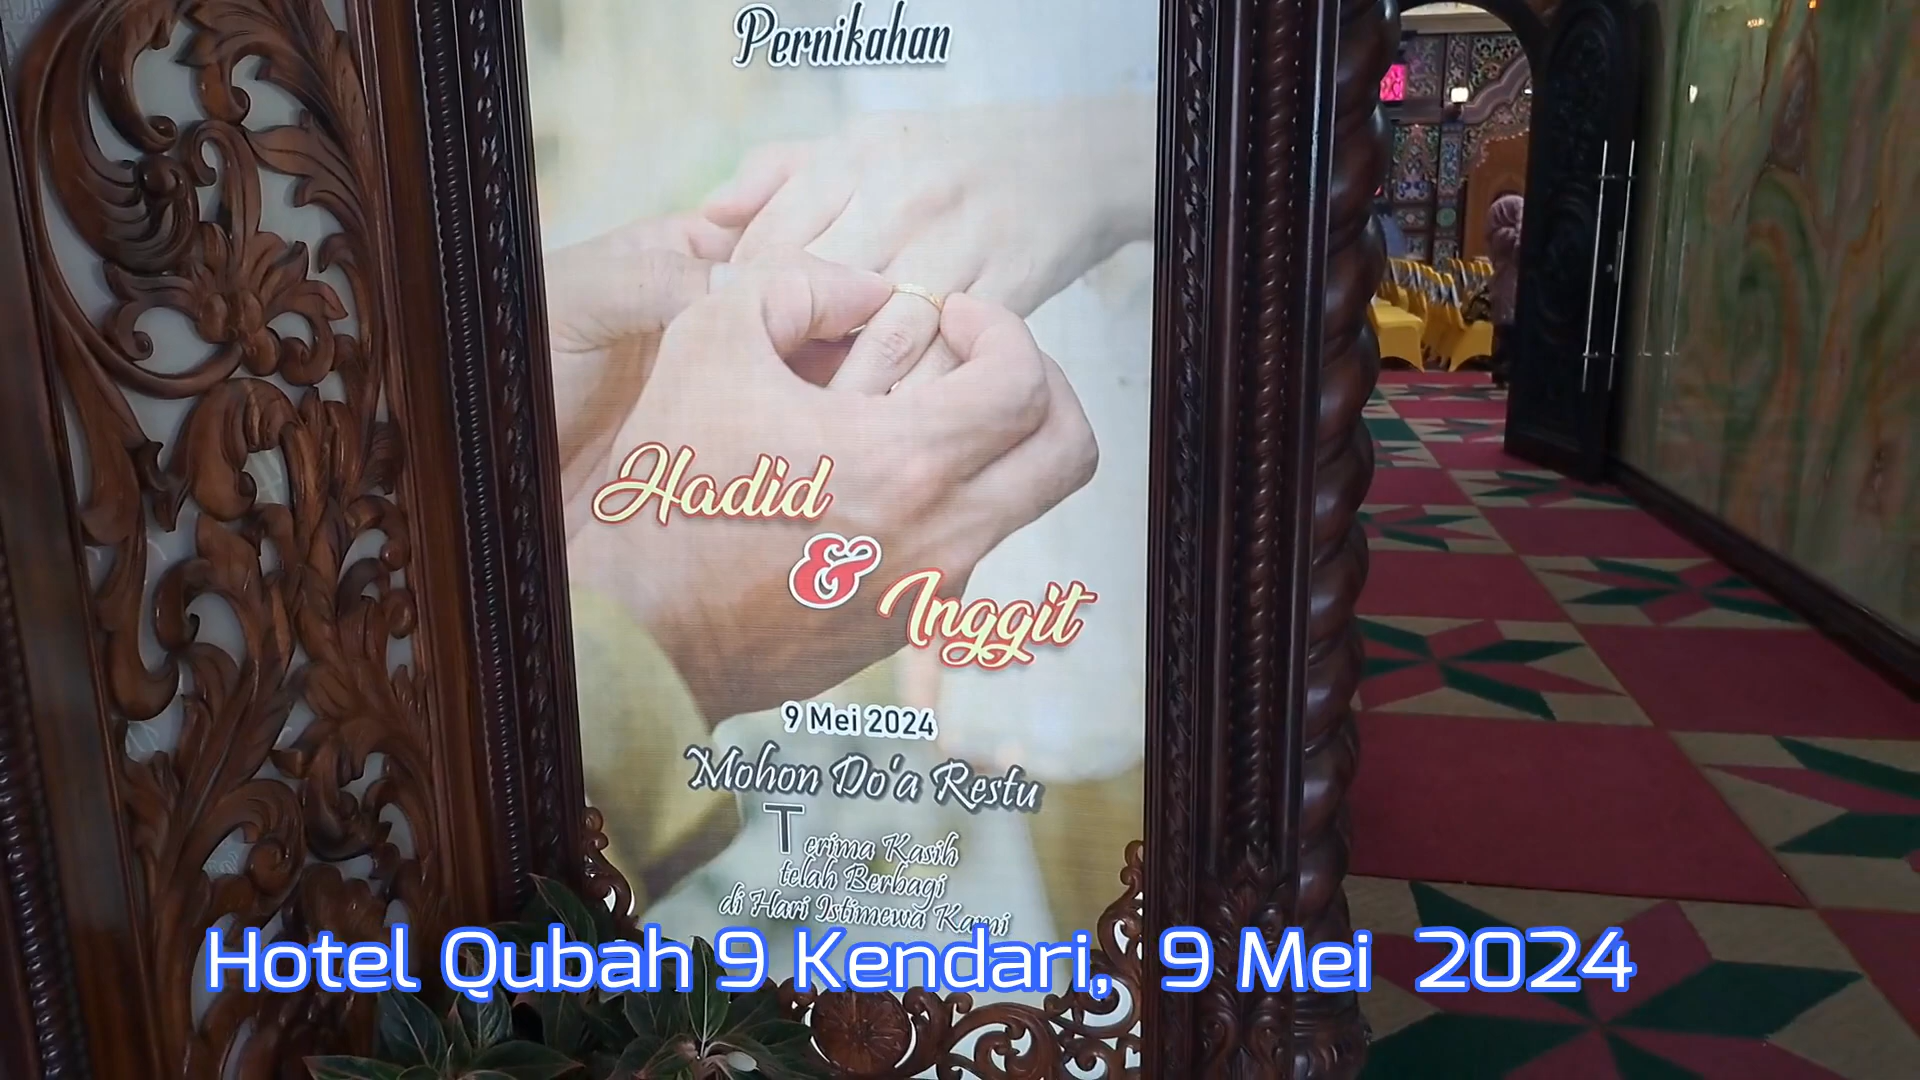 Pernikahan
Hadid
&
Inggit
9 Mei 2024
Mohon Do'a Restu
Terima Kasih
telah Berbagi
di Hari Istimewa Kami
Hotel Qubah 9 Kendari, 9 Mei 2024